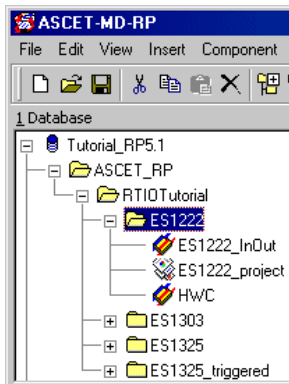 ASCET-MD-RP
File Edit View Insert Component
1 Database
Tutorial_RP5.1
ASCET_RP
RTIOTutorial
ES1222
ES1222_InOut
ES1222_project
HWC
ES1303
ES1325
ES1325_triggered